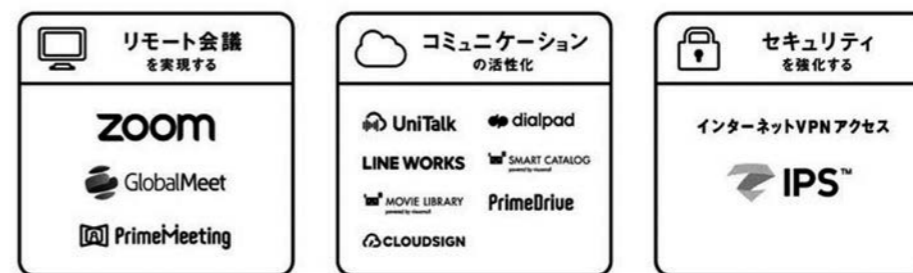 リモート会議
を実現する
zoom
GlobalMeet
PrimeMeeting
コミュニケーション
の活性化
UniTalk
dialpad
LINE WORKS
SMART CATALOG
MOVIE LIBRARY
PrimeDrive
CLOUDSIGN
セキュリティ
を強化する
インターネットVPNアクセス
IPS™